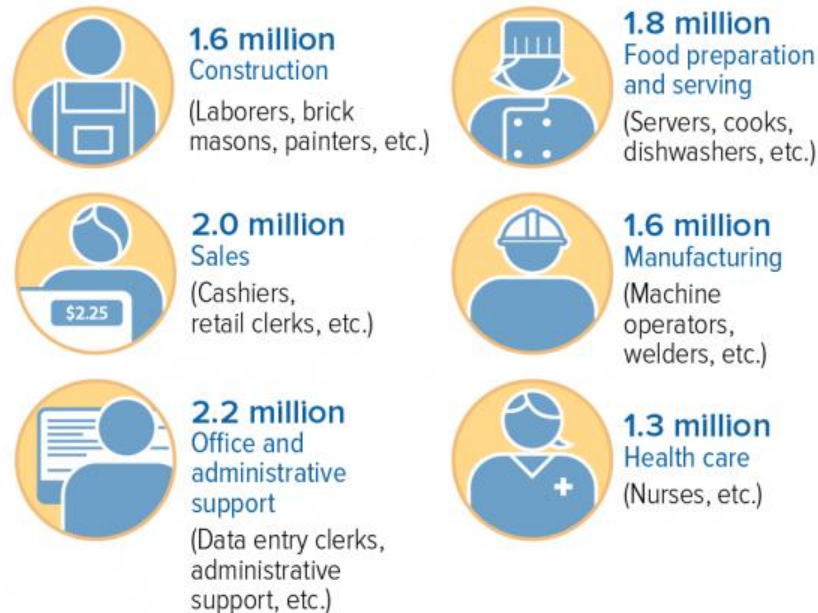 1.6 million
Construction
(Laborers, brick
masons, painters, etc.)
1.8 million
Food preparation
and serving
(Servers, cooks,
dishwashers, etc.)
2.0 million
Sales
(Cashiers,
retail clerks, etc.)
$2.25
1.6 million
Manufacturing
(Machine
operators,
welders, etc.)
2.2 million
Office and
administrative
support
(Data entry clerks,
administrative
support, etc.)
1.3 million
Health care
(Nurses, etc.)